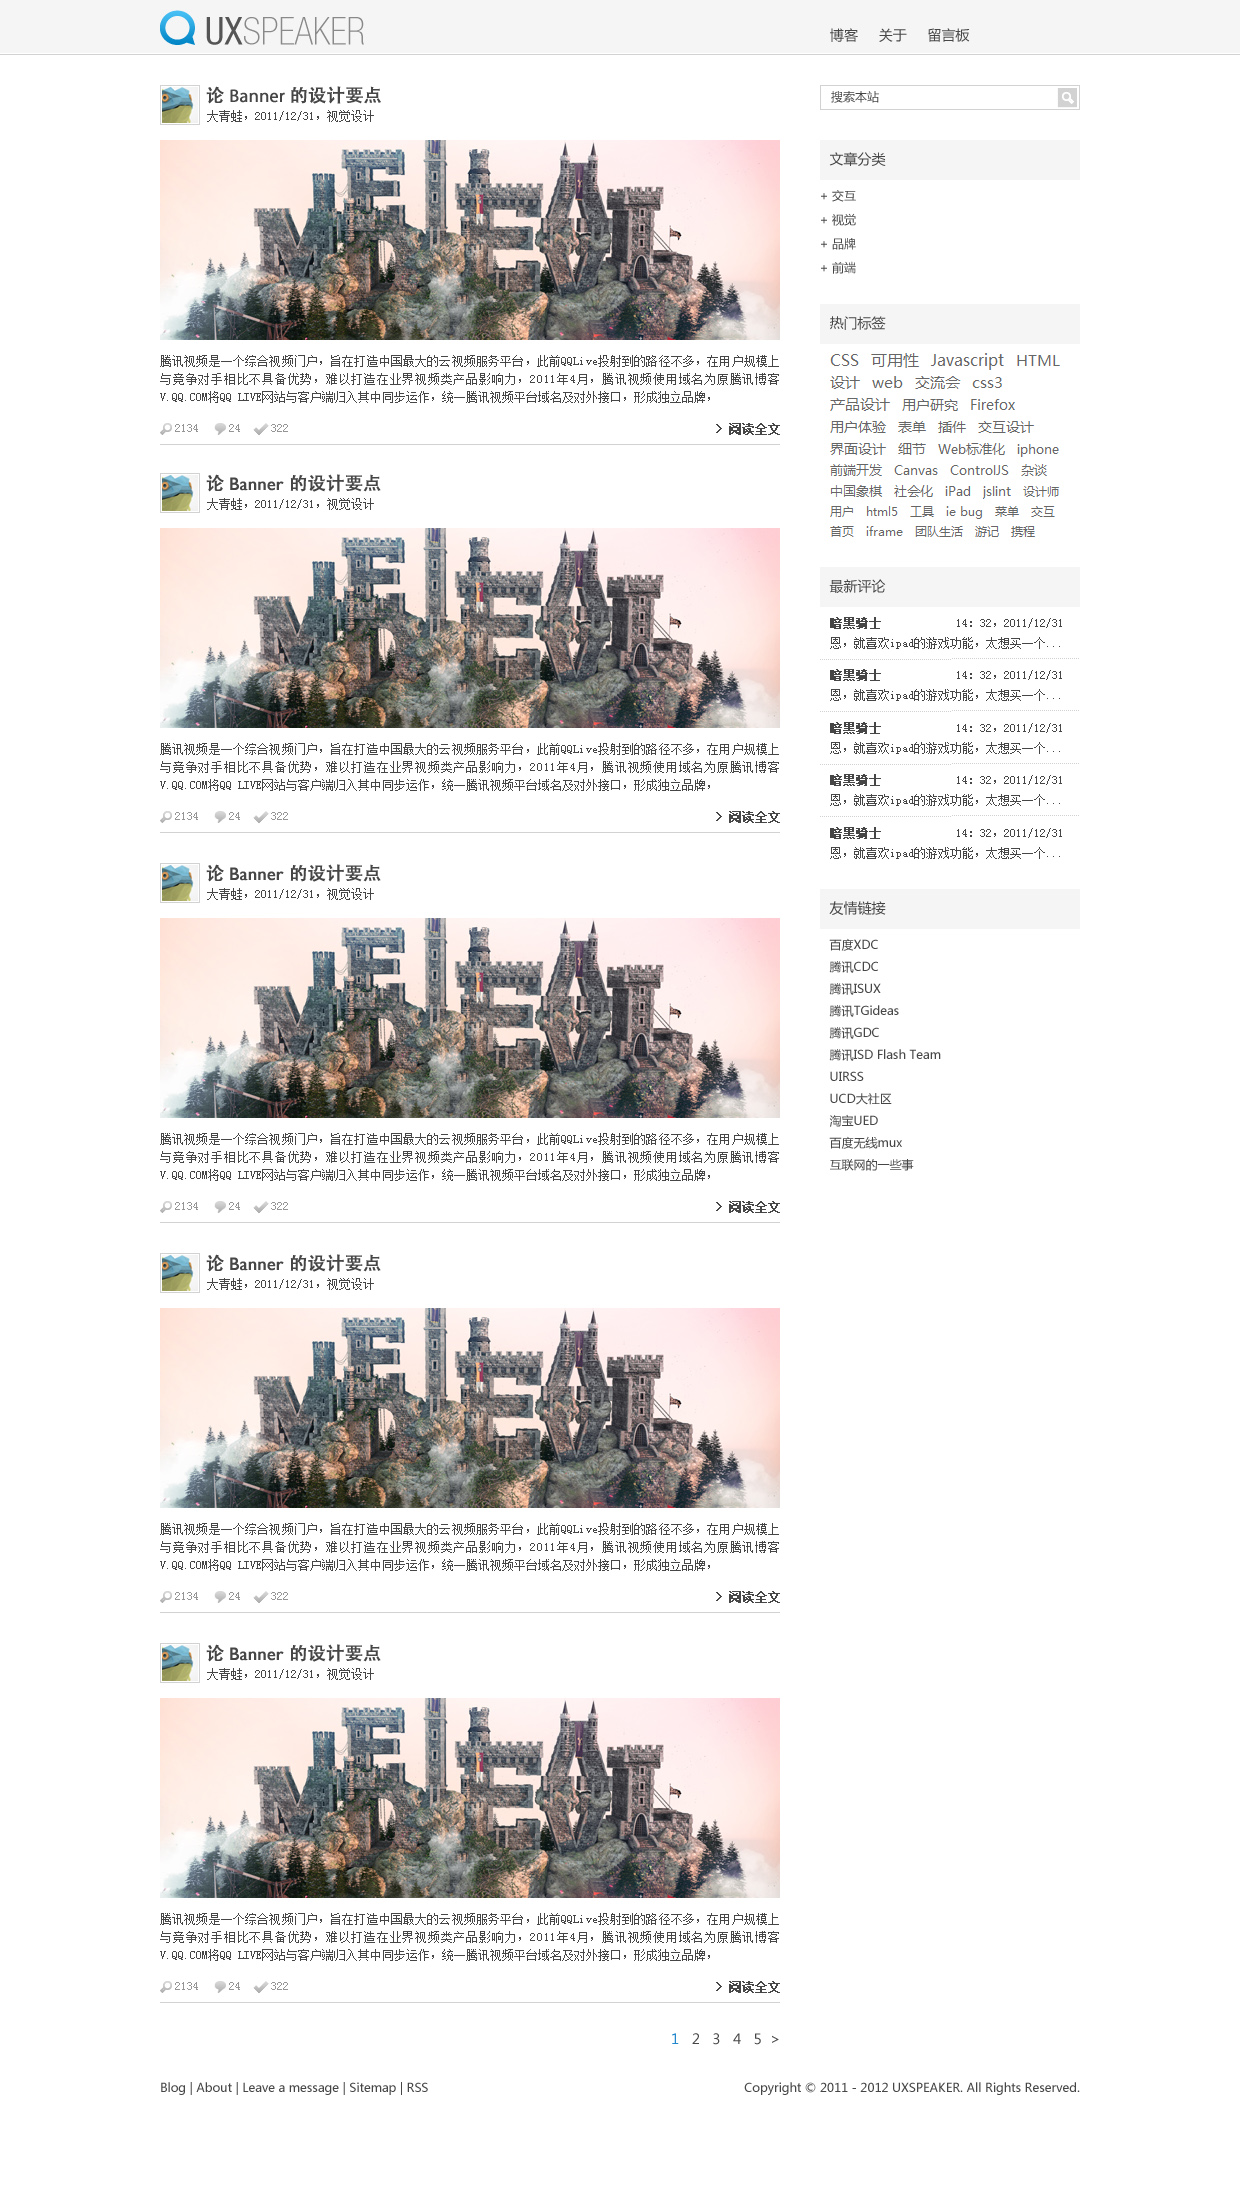 UXSPEAKER
博客 关于 留言板
论 Banner 的设计要点
大青蛙，2011/12/31，视觉设计
腾讯视频是一个综合视频门户，旨在打造中国最大的云视频服务平台，此前QQLive投射到的路径不多，在用户规模上
与竞争对手相比不具备优势，难以打造在业界视频类产品影响力，2011年4月，腾讯视频使用域名为原腾讯博客
V.QQ.COM将QQ LIVE网站与客户端归入其中同步运作，统一腾讯视频平台域名及对外接口，形成独立品牌，
2134 24 322 > 阅读全文
论 Banner 的设计要点
大青蛙，2011/12/31，视觉设计
腾讯视频是一个综合视频门户，旨在打造中国最大的云视频服务平台，此前QQLive投射到的路径不多，在用户规模上
与竞争对手相比不具备优势，难以打造在业界视频类产品影响力，2011年4月，腾讯视频使用域名为原腾讯博客
V.QQ.COM将QQ LIVE网站与客户端归入其中同步运作，统一腾讯视频平台域名及对外接口，形成独立品牌，
2134 24 322 > 阅读全文
论 Banner 的设计要点
大青蛙，2011/12/31，视觉设计
腾讯视频是一个综合视频门户，旨在打造中国最大的云视频服务平台，此前QQLive投射到的路径不多，在用户规模上
与竞争对手相比不具备优势，难以打造在业界视频类产品影响力，2011年4月，腾讯视频使用域名为原腾讯博客
V.QQ.COM将QQ LIVE网站与客户端归入其中同步运作，统一腾讯视频平台域名及对外接口，形成独立品牌，
2134 24 322 > 阅读全文
论 Banner 的设计要点
大青蛙，2011/12/31，视觉设计
腾讯视频是一个综合视频门户，旨在打造中国最大的云视频服务平台，此前QQLive投射到的路径不多，在用户规模上
与竞争对手相比不具备优势，难以打造在业界视频类产品影响力，2011年4月，腾讯视频使用域名为原腾讯博客
V.QQ.COM将QQ LIVE网站与客户端归入其中同步运作，统一腾讯视频平台域名及对外接口，形成独立品牌，
2134 24 322 > 阅读全文
论 Banner 的设计要点
大青蛙，2011/12/31，视觉设计
腾讯视频是一个综合视频门户，旨在打造中国最大的云视频服务平台，此前QQLive投射到的路径不多，在用户规模上
与竞争对手相比不具备优势，难以打造在业界视频类产品影响力，2011年4月，腾讯视频使用域名为原腾讯博客
V.QQ.COM将QQ LIVE网站与客户端归入其中同步运作，统一腾讯视频平台域名及对外接口，形成独立品牌，
2134 24 322 > 阅读全文
1 2 3 4 5 >
搜索本站
文章分类
+ 交互
+ 视觉
+ 品牌
+ 前端
热门标签
CSS 可用性 Javascript HTML
设计 web 交流会 css3
产品设计 用户研究 Firefox
用户体验 表单 插件 交互设计
界面设计 细节 Web标准化 iphone
前端开发 Canvas ControlJS 杂谈
中国象棋 社会化 iPad jslint 设计师
用户 html5 工具 ie bug 菜单 交互
首页 iframe 团队生活 游记 携程
最新评论
暗黑骑士 14：32，2011/12/31
恩，就喜欢ipad的游戏功能，太想买一个...
暗黑骑士 14：32，2011/12/31
恩，就喜欢ipad的游戏功能，太想买一个...
暗黑骑士 14：32，2011/12/31
恩，就喜欢ipad的游戏功能，太想买一个...
暗黑骑士 14：32，2011/12/31
恩，就喜欢ipad的游戏功能，太想买一个...
暗黑骑士 14：32，2011/12/31
恩，就喜欢ipad的游戏功能，太想买一个...
友情链接
百度XDC
腾讯CDC
腾讯ISUX
腾讯TGideas
腾讯GDC
腾讯ISD Flash Team
UIRSS
UCD大社区
淘宝UED
百度无线mux
互联网的一些事
Blog | About | Leave a message | Sitemap | RSS
Copyright © 2011 - 2012 UXSPEAKER. All Rights Reserved.